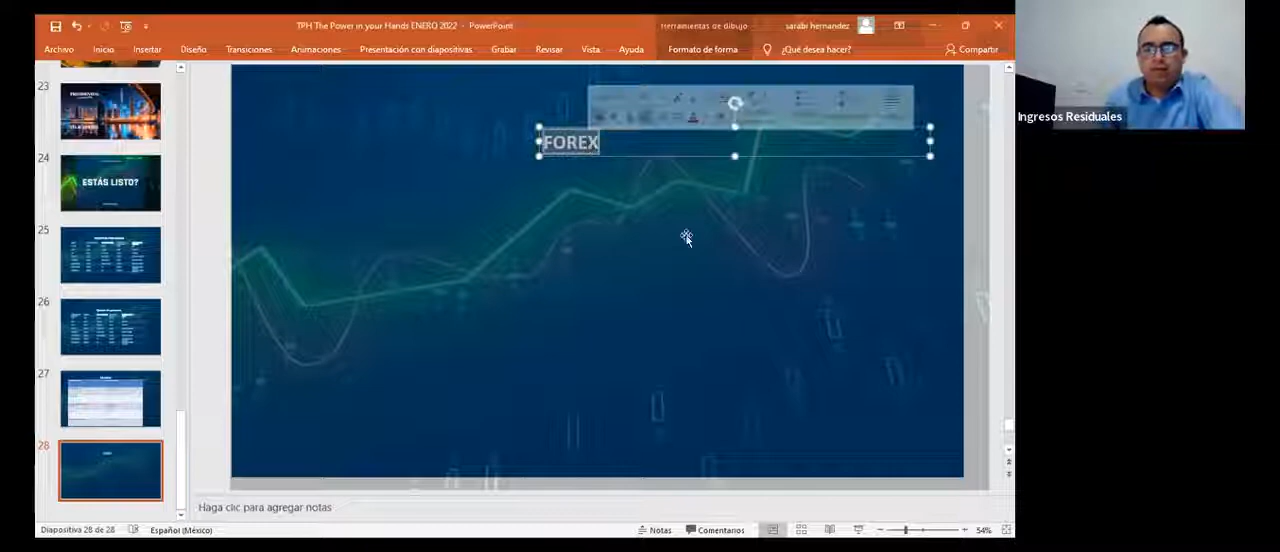 TPH The Power in your Hands ENERO 2022 - PowerPoint
Herramientas de dibujo
sarabi hernandez
Archivo Inicio Insertar Diseño Transiciones Animaciones Presentación con diapositivas Grabar Revisar Vista Ayuda Formato de forma ¿Qué desea hacer? Compartir
Ingresos Residuales
23
24
ESTÁS LISTO?
25
26
27
28
FOREX
Haga clic para agregar notas
Diapositiva 28 de 28 Español (México) Notas Comentarios 54%